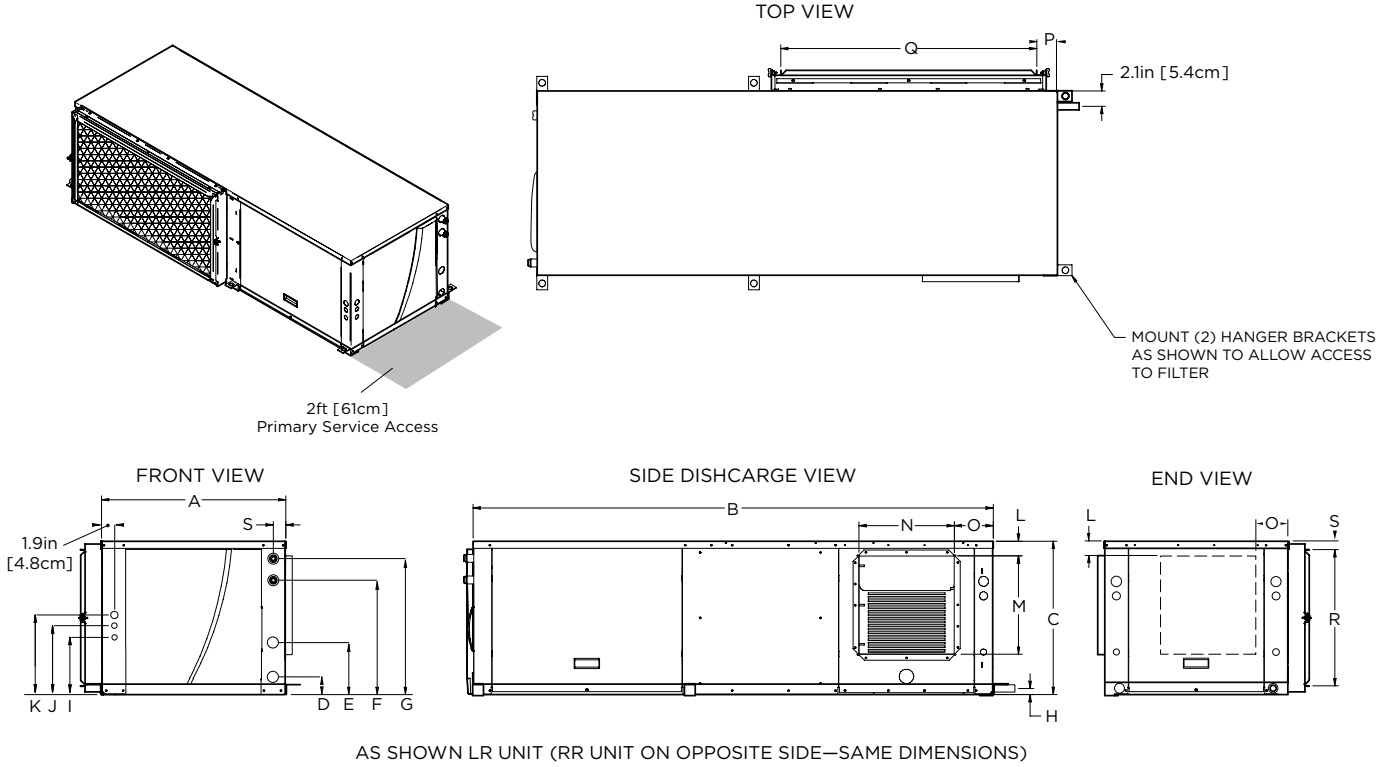 TOP VIEW
Q
P
2.1in [5.4cm]
MOUNT (2) HANGER BRACKETS
AS SHOWN TO ALLOW ACCESS
TO FILTER
2ft [61cm]
Primary Service Access
FRONT VIEW
A
S
1.9in
[4.8cm]
K J I
D E F G
SIDE DISHCARGE VIEW
B
L
N
O
M
C
H
END VIEW
L
O
S
R
AS SHOWN LR UNIT (RR UNIT ON OPPOSITE SIDE—SAME DIMENSIONS)